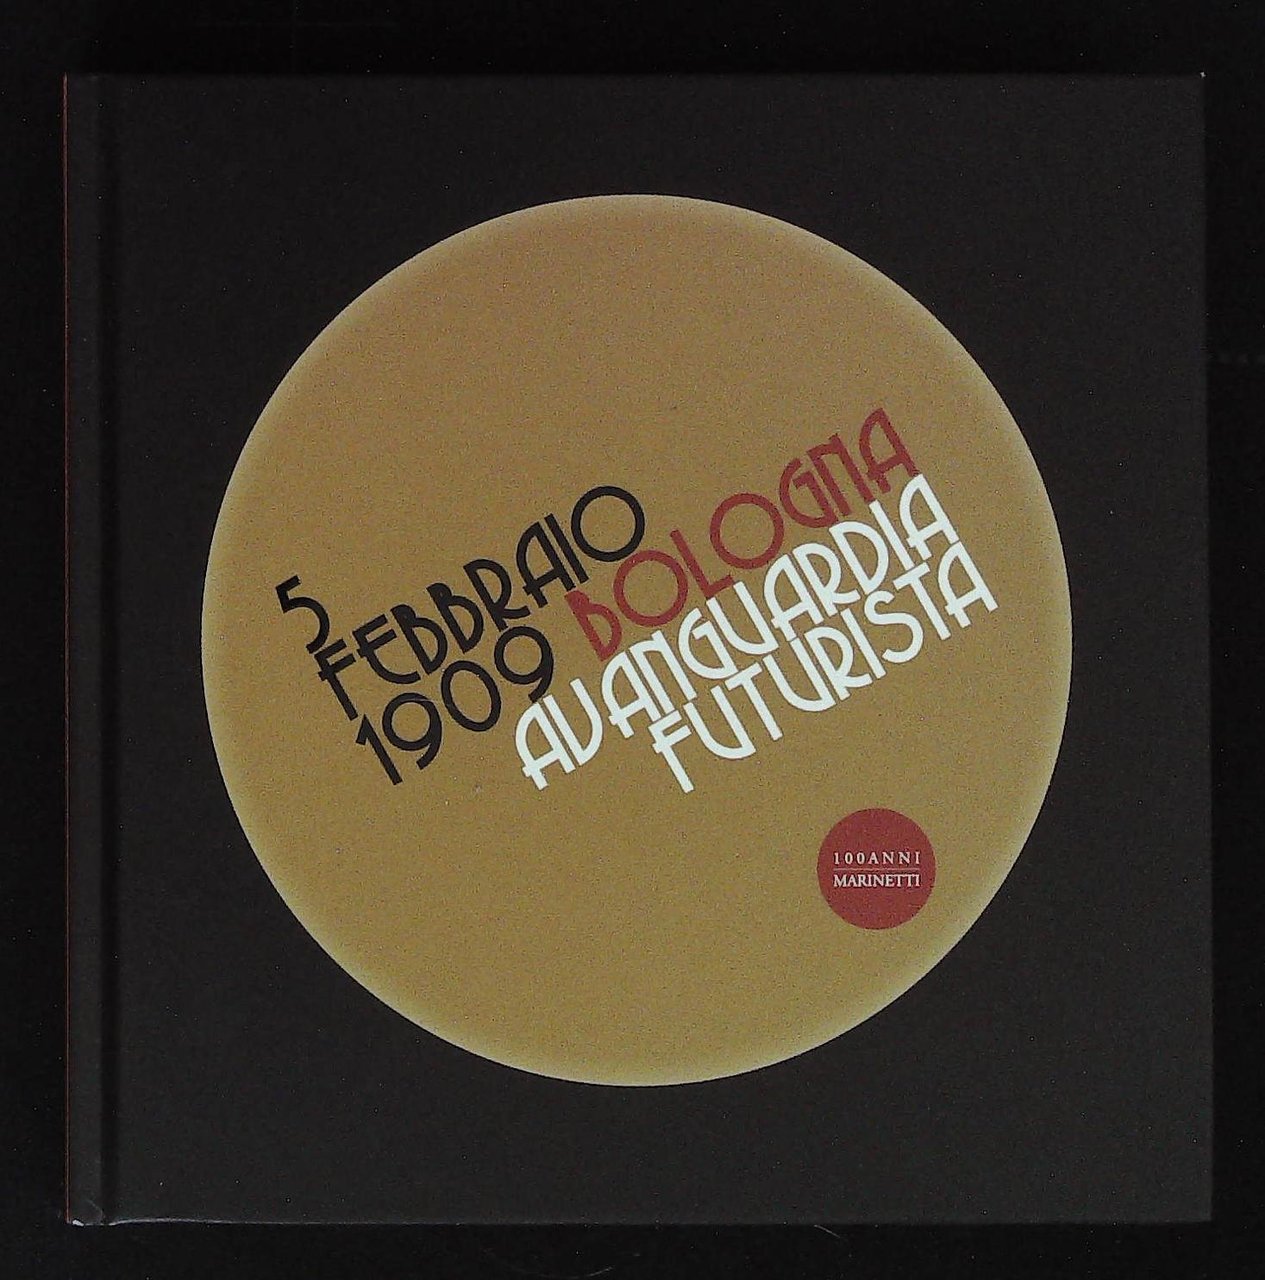 5
FEBBRAIO
1909
BOLOGNA
AVANGUARDIA
FUTURISTA
100ANNI
MARINETTI